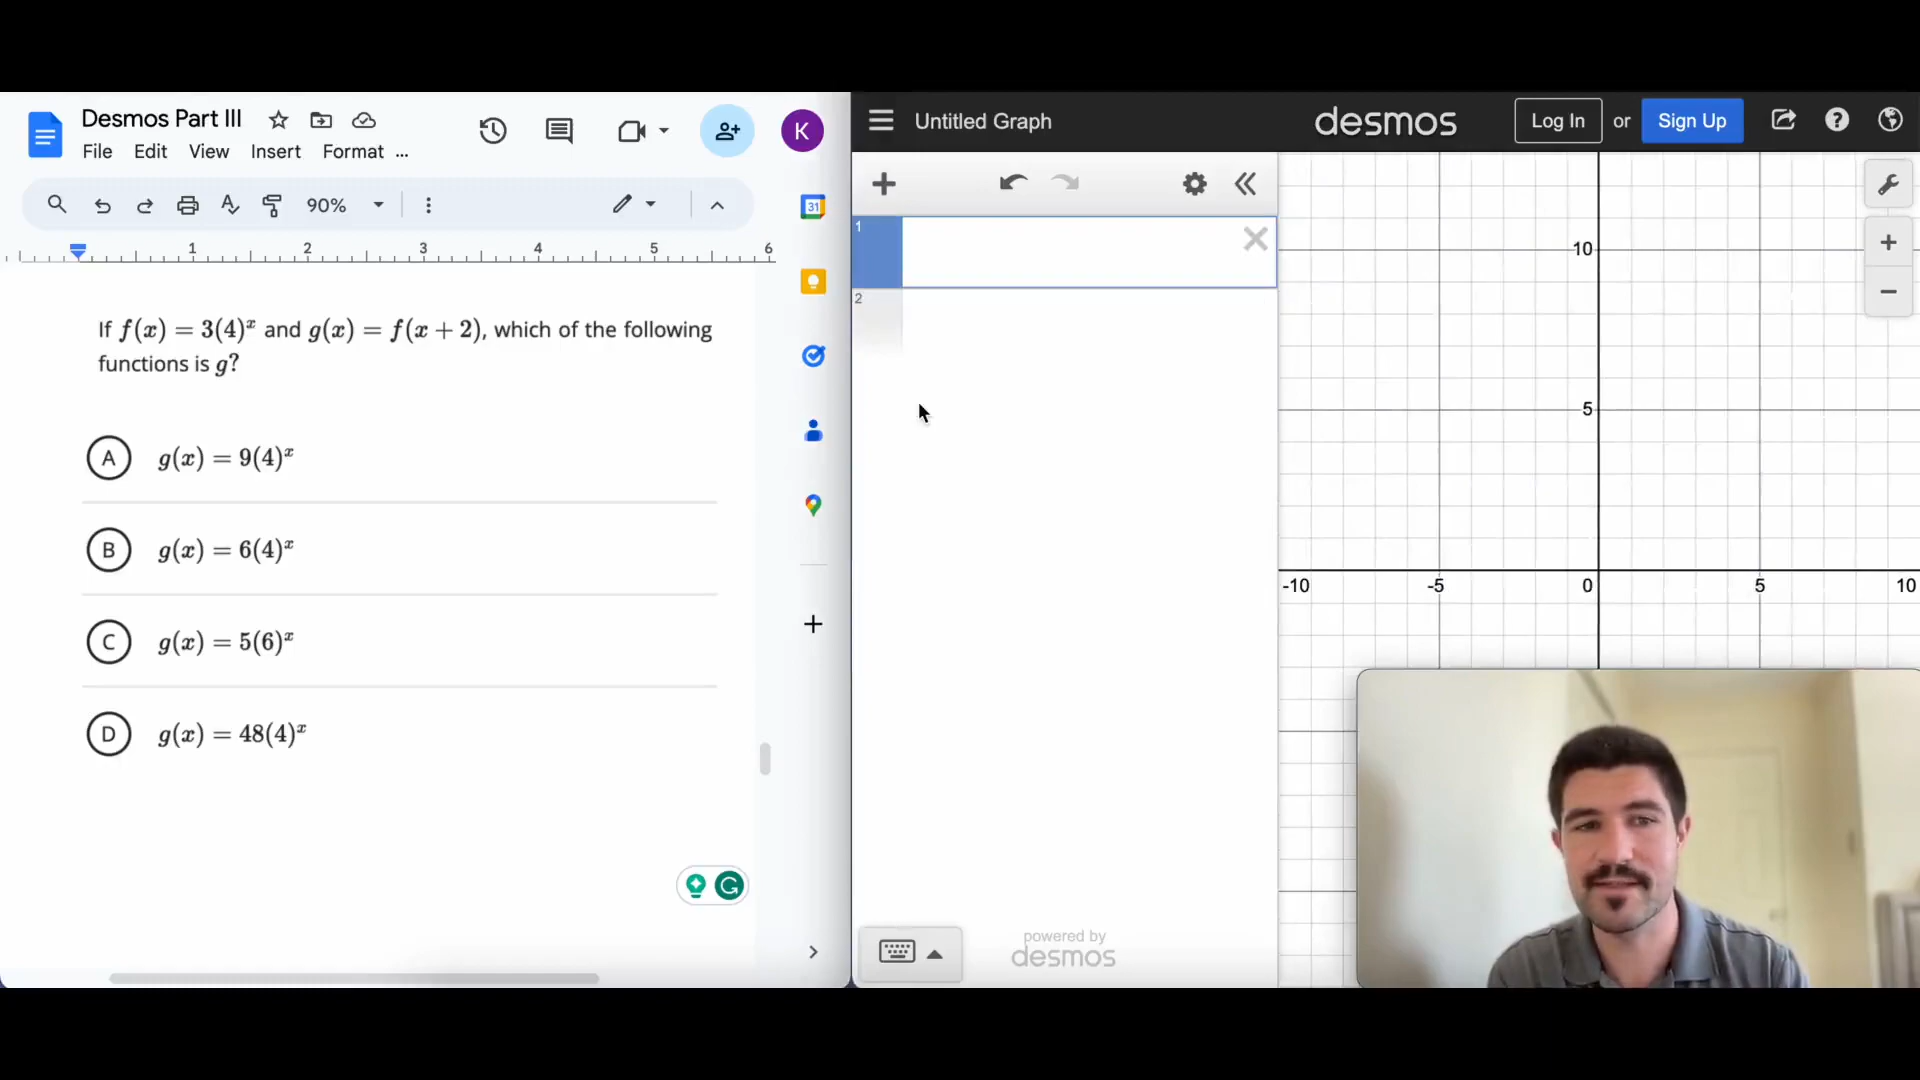 Desmos Part III
File Edit View Insert Format ...
K
90%
1 2 3 4 5 6
31
If f(x) = 3(4)^x and g(x) = f(x + 2), which of the following
functions is g?
A g(x) = 9(4)^x
B g(x) = 6(4)^x
C g(x) = 5(6)^x
D g(x) = 48(4)^x
Untitled Graph
desmos
Log In or Sign Up
1
2
10
5
-10 -5 0 5 10
powered by
desmos